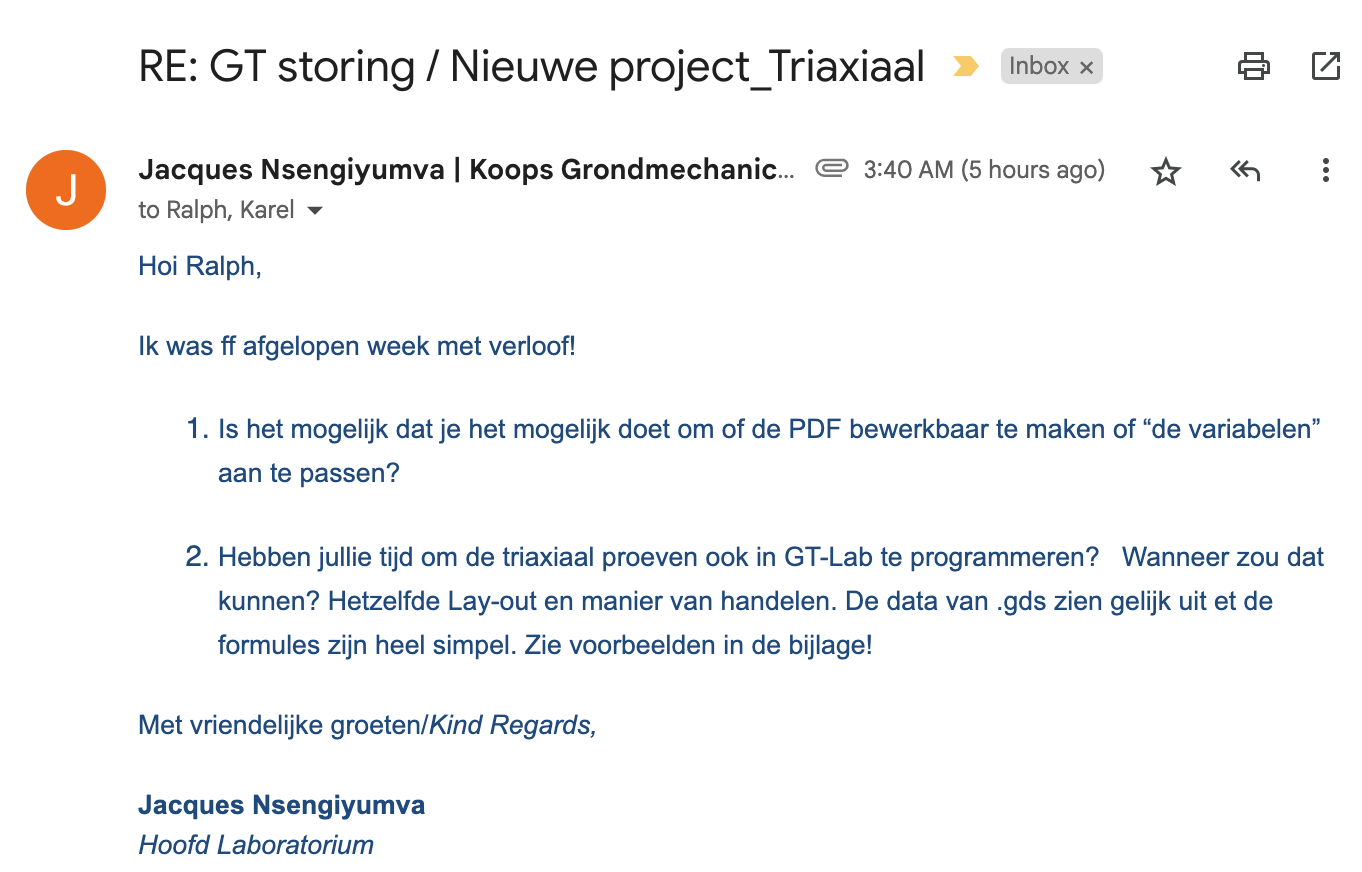 RE: GT storing / Nieuwe project_Triaxiaal
Inbox ×
J
Jacques Nsengiyumva | Koops Grondmechanic...
3:40 AM (5 hours ago)
to Ralph, Karel
Hoi Ralph,
Ik was ff afgelopen week met verloof!
1. Is het mogelijk dat je het mogelijk doet om of de PDF bewerkbaar te maken of “de variabelen”
aan te passen?
2. Hebben jullie tijd om de triaxiaal proeven ook in GT-Lab te programmeren?   Wanneer zou dat
kunnen? Hetzelfde Lay-out en manier van handelen. De data van .gds zien gelijk uit et de
formules zijn heel simpel. Zie voorbeelden in de bijlage!
Met vriendelijke groeten/Kind Regards,
Jacques Nsengiyumva
Hoofd Laboratorium